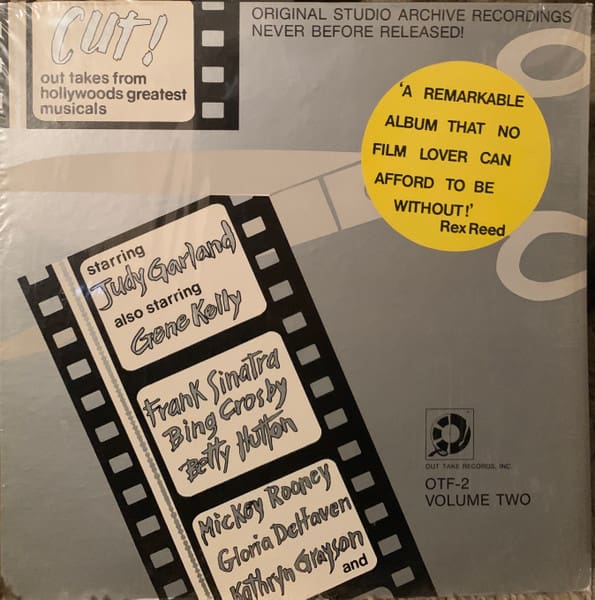 Cut!
out takes from
hollywoods greatest
musicals
ORIGINAL STUDIO ARCHIVE RECORDINGS
NEVER BEFORE RELEASED!
'A REMARKABLE
ALBUM THAT NO
FILM LOVER CAN
AFFORD TO BE
WITHOUT!'
Rex Reed
starring
Judy Garland
also starring
Gene Kelly
Frank Sinatra
Bing Crosby
Betty Hutton
Mickey Rooney
Gloria DeHaven
Kathryn Grayson
and
OUT TAKE RECORDS, INC.
OTF-2
VOLUME TWO